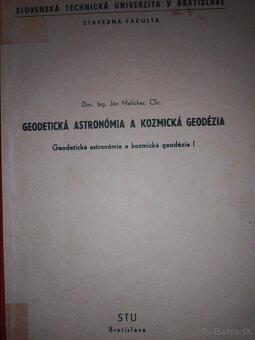 SLOVENSKÁ TECHNICKÁ UNIVERZITA V BRATISLAVE
STAVEBNÁ FAKULTA
Doc. Ing. Ján Melicher, CSc.
GEODETICKÁ ASTRONÓMIA A KOZMICKÁ GEODÉZIA
Geodetická astronómia a kozmická geodézia I
STU
Bratislava
Bazos.sk